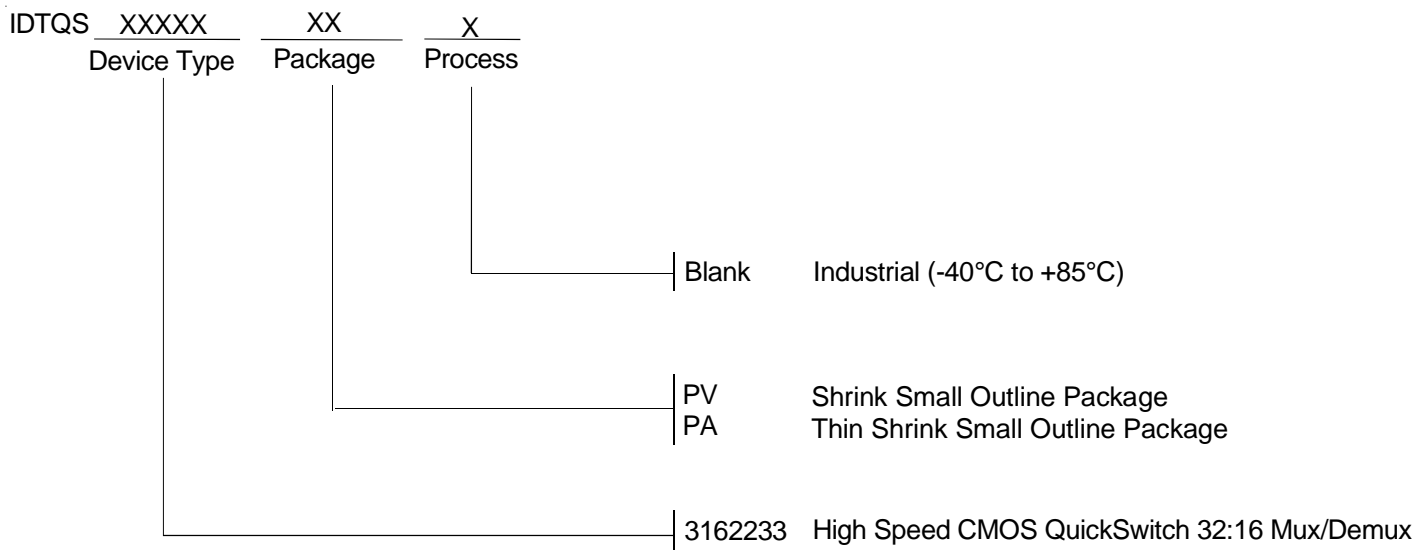 IDTQS XXXXX XX X
Device Type Package Process
Blank Industrial (-40°C to +85°C)
PV Shrink Small Outline Package
PA Thin Shrink Small Outline Package
3162233 High Speed CMOS QuickSwitch 32:16 Mux/Demux